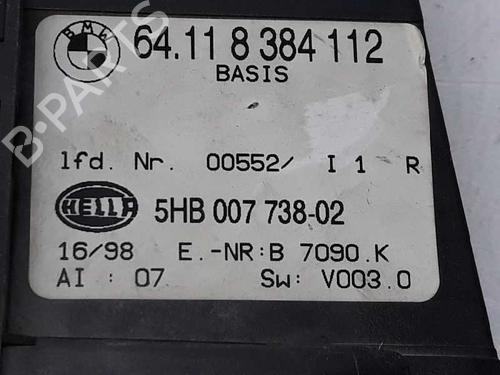 BMW 64.11 8 384 112
BASIS
lfd. Nr. 00552/ I 1 R
HELLA 5HB 007 738-02
16/98 E.-NR:B 7090.K
AI : 07 Sw: V003.0
B-PARTS